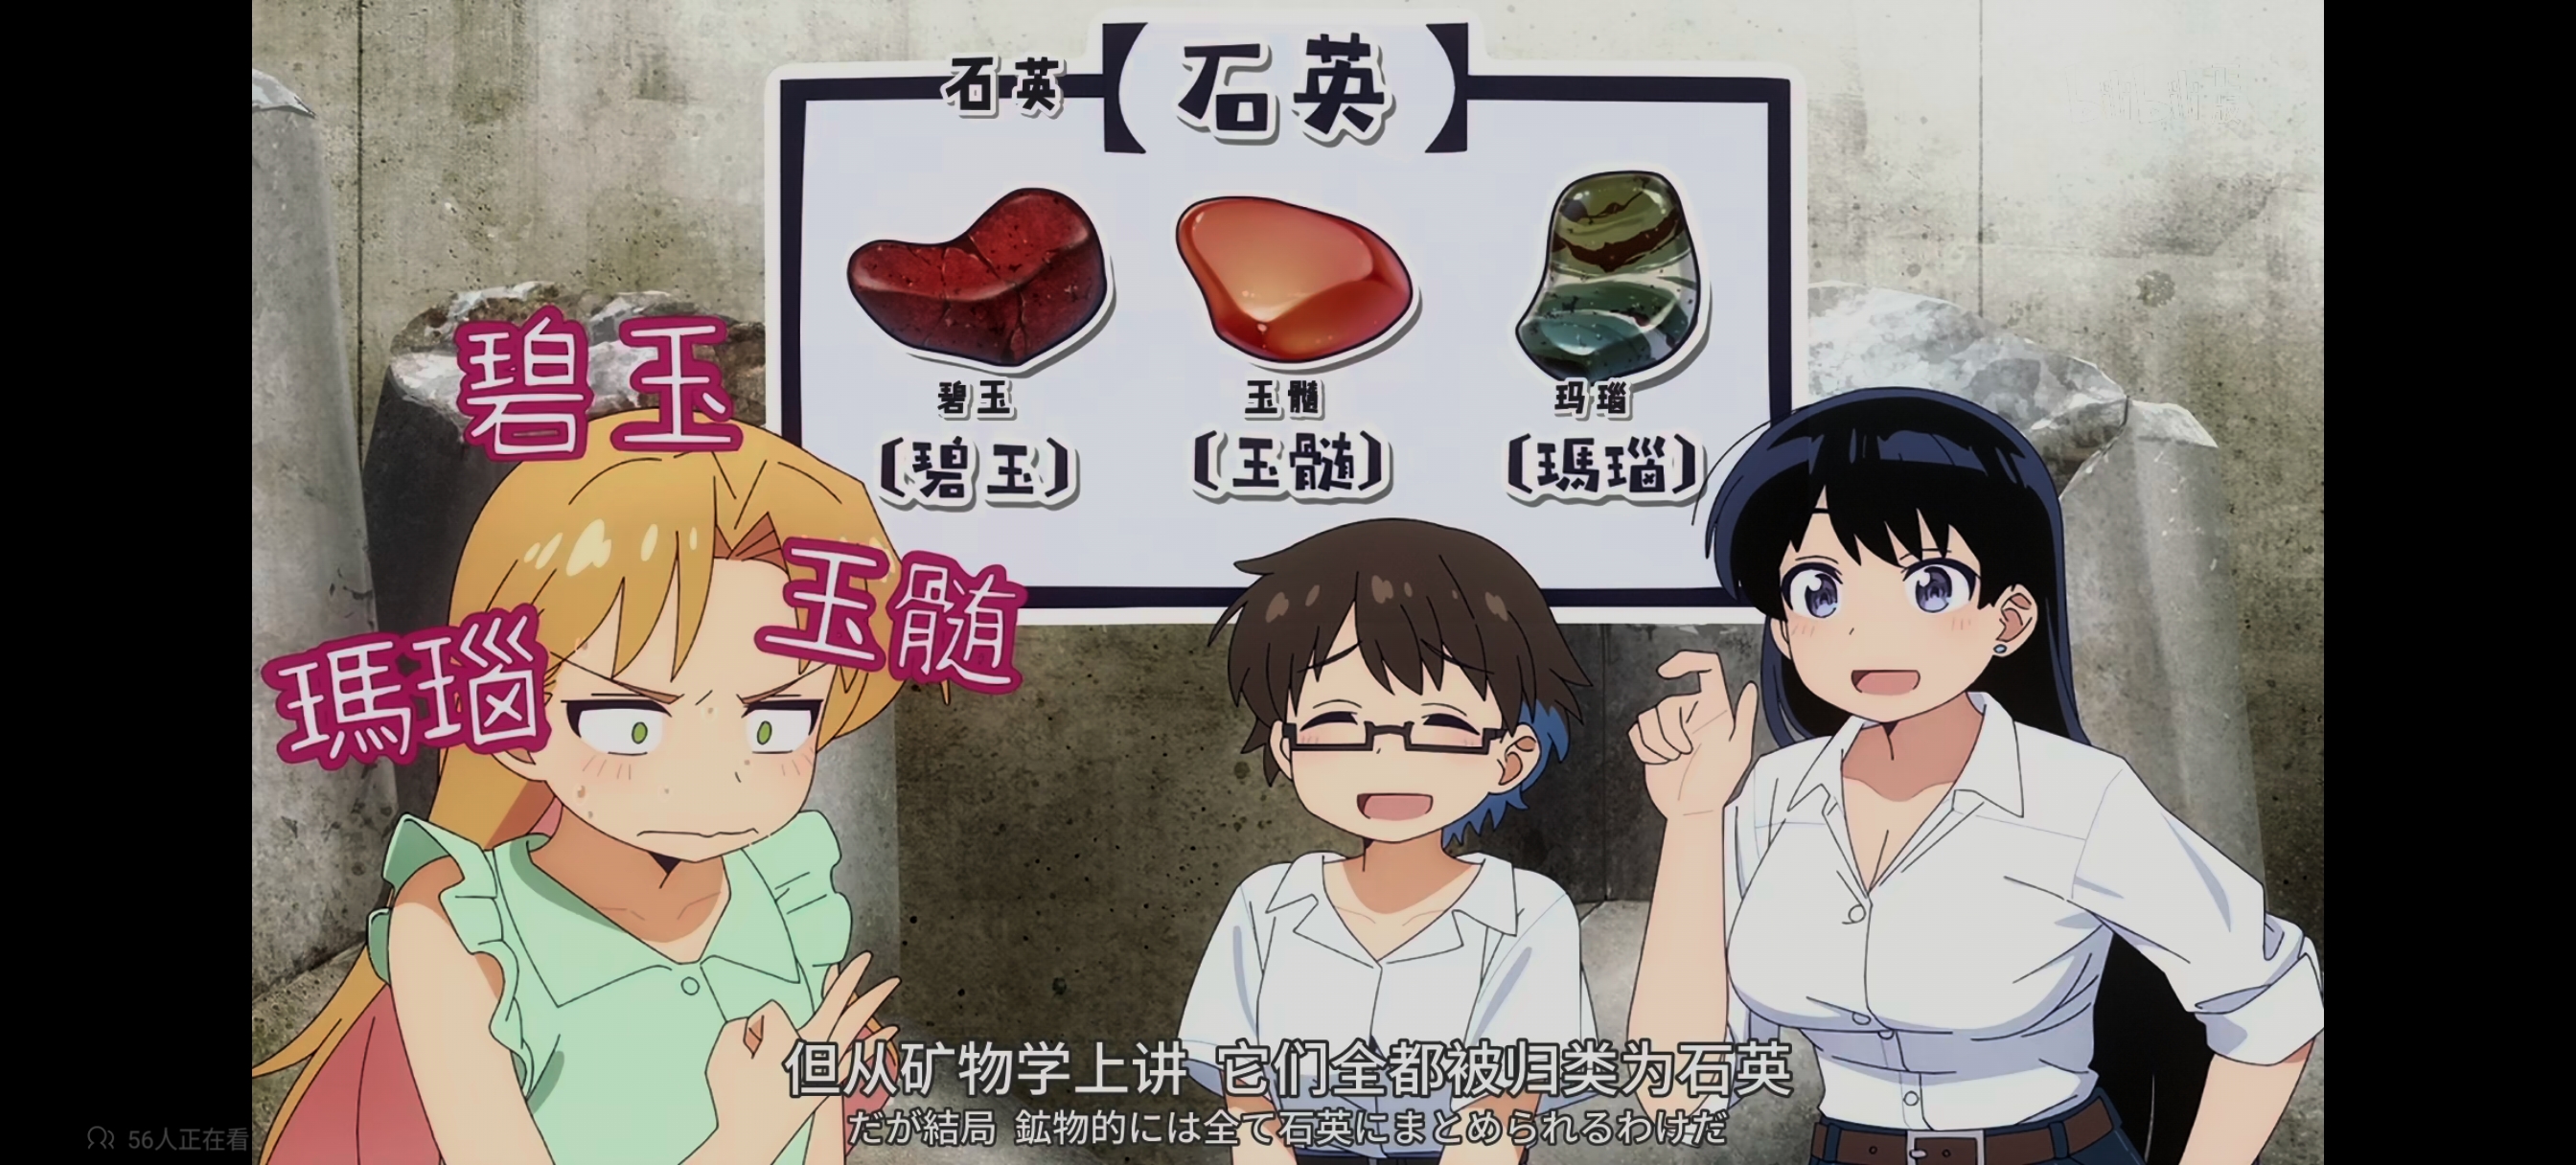 石英
石英
碧玉
玉髓
玛瑙
〔碧玉〕
〔玉髄〕
〔瑪瑙〕
碧玉
玉髄
瑪瑙
但从矿物学上讲 它们全都被归类为石英
だが結局 鉱物的には全て石英にまとめられるわけだ
56人正在看